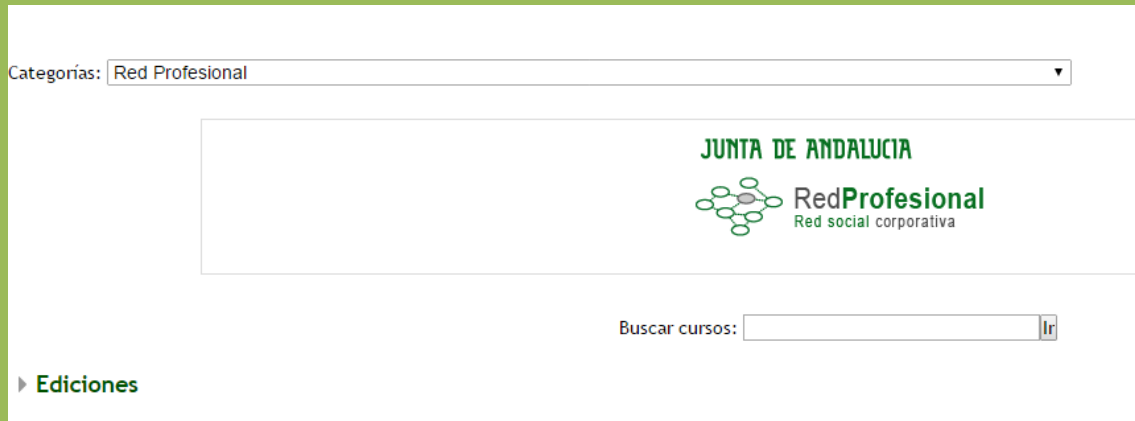 Categorías: Red Profesional
JUNTA DE ANDALUCIA
RedProfesional
Red social corporativa
Buscar cursos: Ir
Ediciones